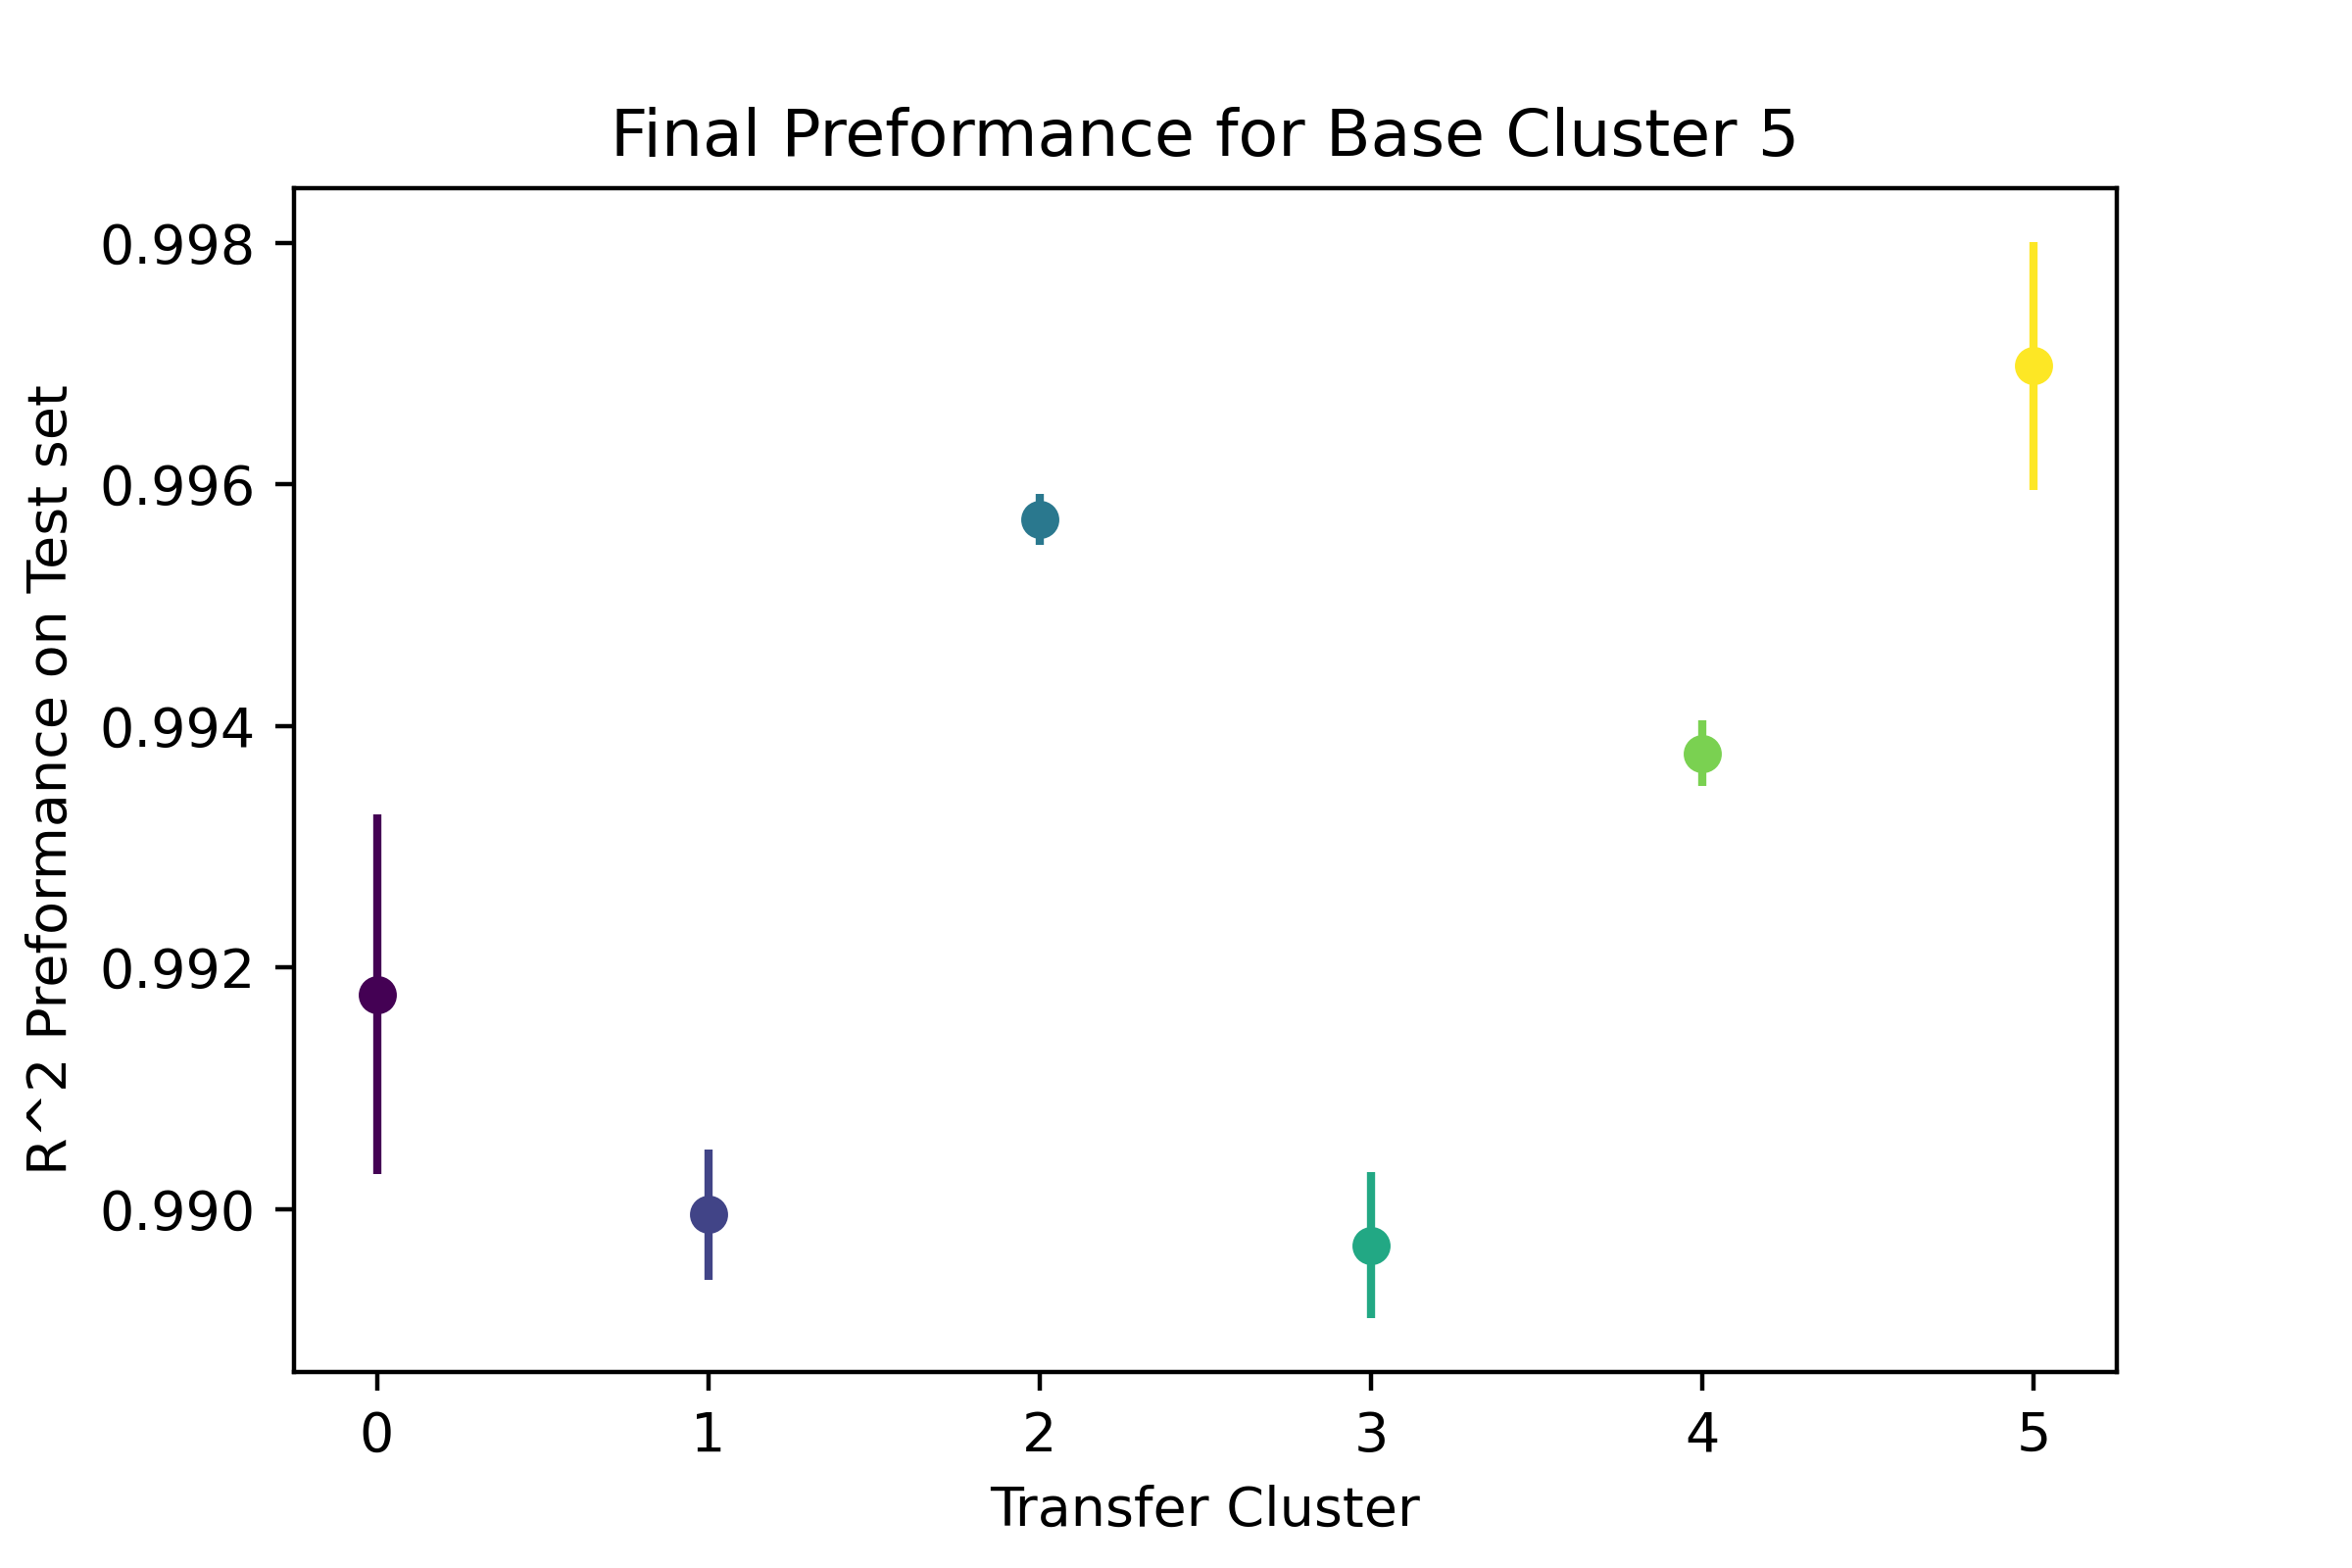 Final Preformance for Base Cluster 5
R^2 Preformance on Test set
0.998
0.996
0.994
0.992
0.990
0 1 2 3 4 5
Transfer Cluster